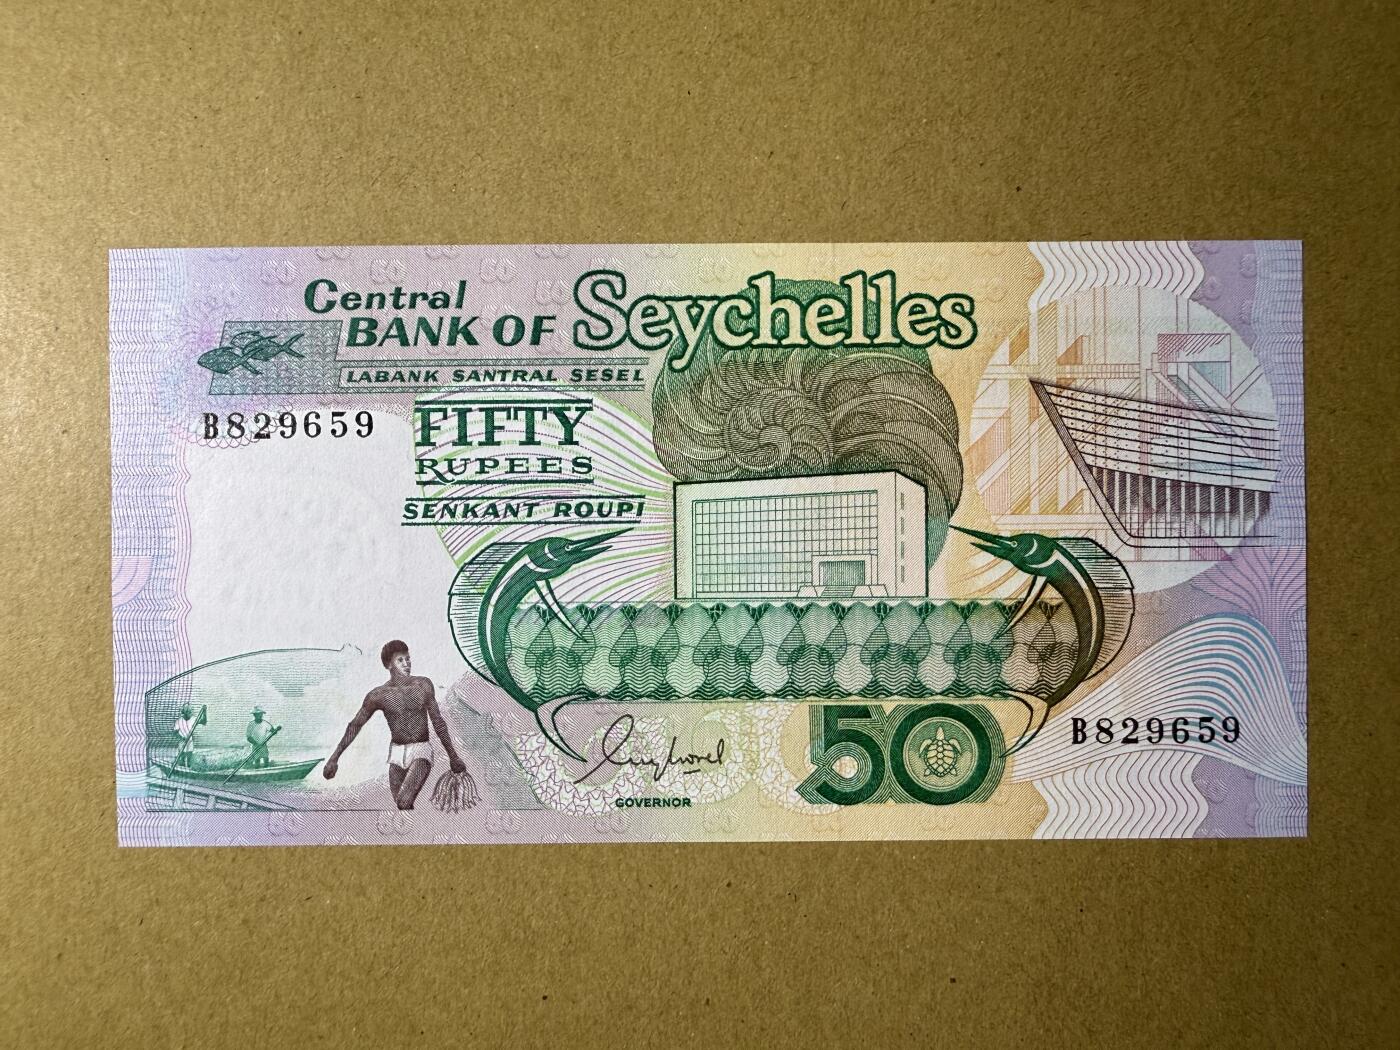 Central
BANK OF Seychelles
LABANK SANTRAL SESEL
B829659
FIFTY
RUPEES
SENKANT ROUPI
50
B829659
GOVERNOR